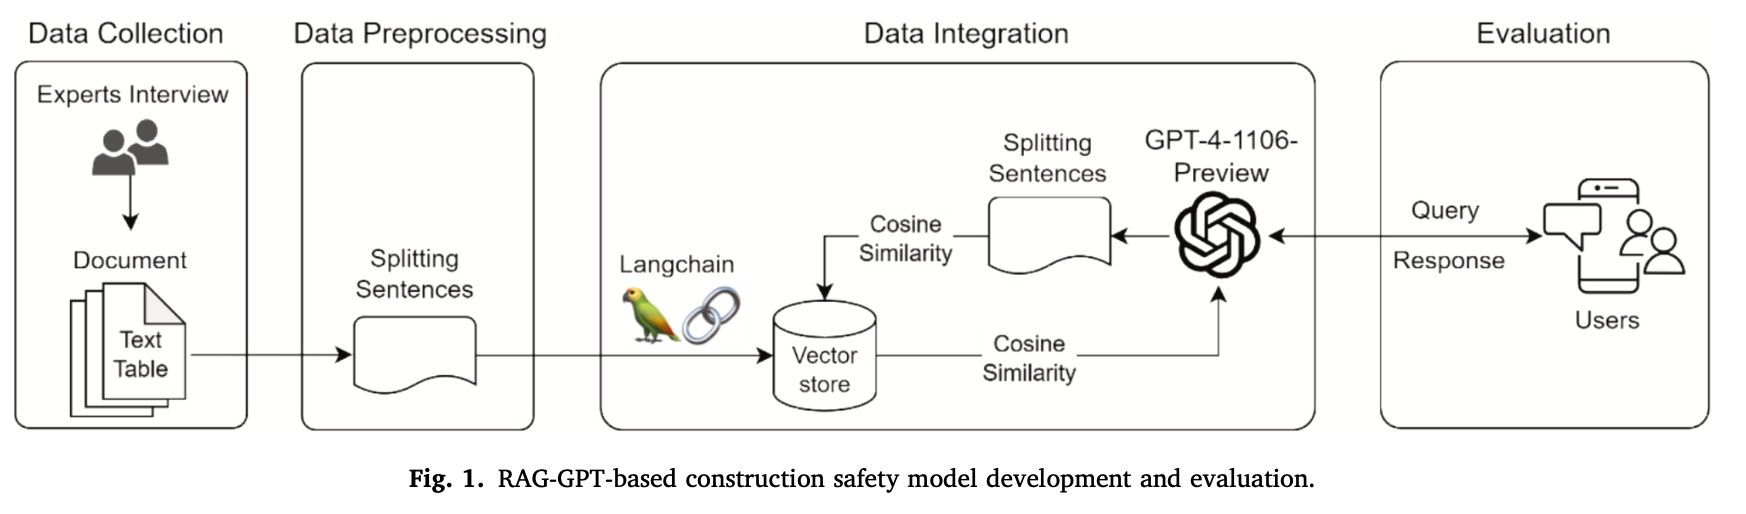 Data Collection
Experts Interview
Document
Text
Table
Data Preprocessing
Splitting
Sentences
Data Integration
Langchain
Vector
store
Cosine
Similarity
Splitting
Sentences
GPT-4-1106-
Preview
Cosine
Similarity
Evaluation
Query
Response
Users
Fig. 1. RAG-GPT-based construction safety model development and evaluation.